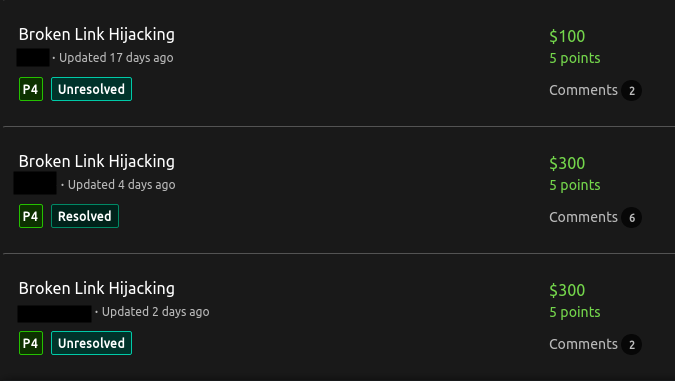 Broken Link Hijacking $100
· Updated 17 days ago 5 points
P4 Unresolved Comments 2
Broken Link Hijacking $300
· Updated 4 days ago 5 points
P4 Resolved Comments 6
Broken Link Hijacking $300
· Updated 2 days ago 5 points
P4 Unresolved Comments 2